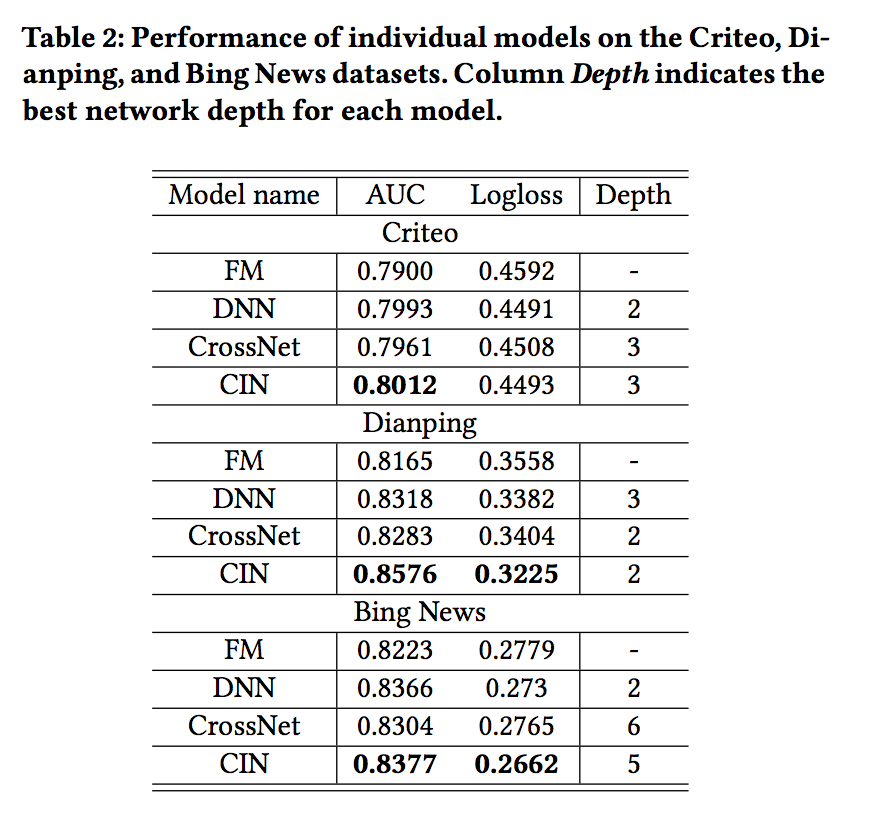 Table 2: Performance of individual models on the Criteo, Di-
anping, and Bing News datasets. Column Depth indicates the
best network depth for each model.
Model name AUC Logloss Depth
Criteo
FM 0.7900 0.4592 -
DNN 0.7993 0.4491 2
CrossNet 0.7961 0.4508 3
CIN 0.8012 0.4493 3
Dianping
FM 0.8165 0.3558 -
DNN 0.8318 0.3382 3
CrossNet 0.8283 0.3404 2
CIN 0.8576 0.3225 2
Bing News
FM 0.8223 0.2779 -
DNN 0.8366 0.273 2
CrossNet 0.8304 0.2765 6
CIN 0.8377 0.2662 5